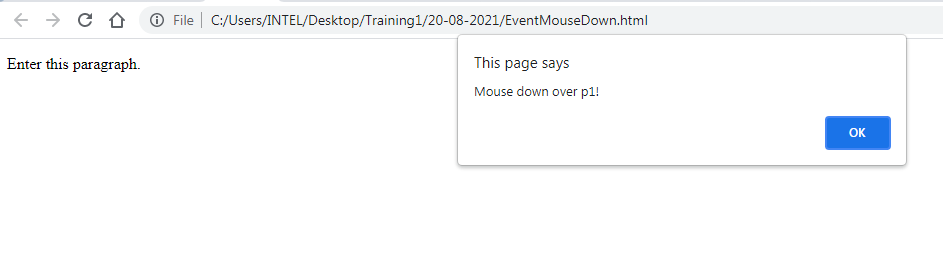 File C:/Users/INTEL/Desktop/Training1/20-08-2021/EventMouseDown.html
Enter this paragraph.
This page says
Mouse down over p1!
OK